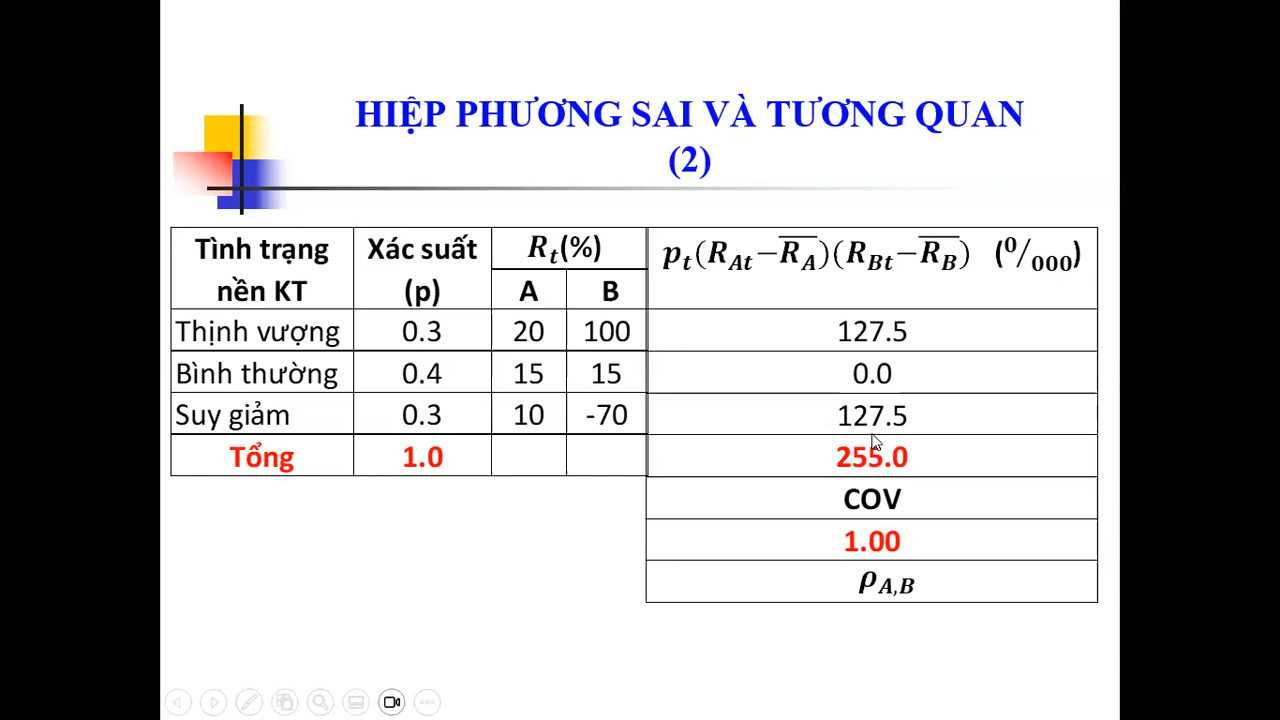 HIỆP PHƯƠNG SAI VÀ TƯƠNG QUAN
(2)
Tình trạng nền KT | Xác suất (p) | R_t(%) | p_t(R_At − R̅_A)(R_Bt − R̅_B) (⁰/₀₀₀)
A | B
Thịnh vượng | 0.3 | 20 | 100 | 127.5
Bình thường | 0.4 | 15 | 15 | 0.0
Suy giảm | 0.3 | 10 | -70 | 127.5
Tổng | 1.0 | 255.0
COV
1.00
ρ_A,B